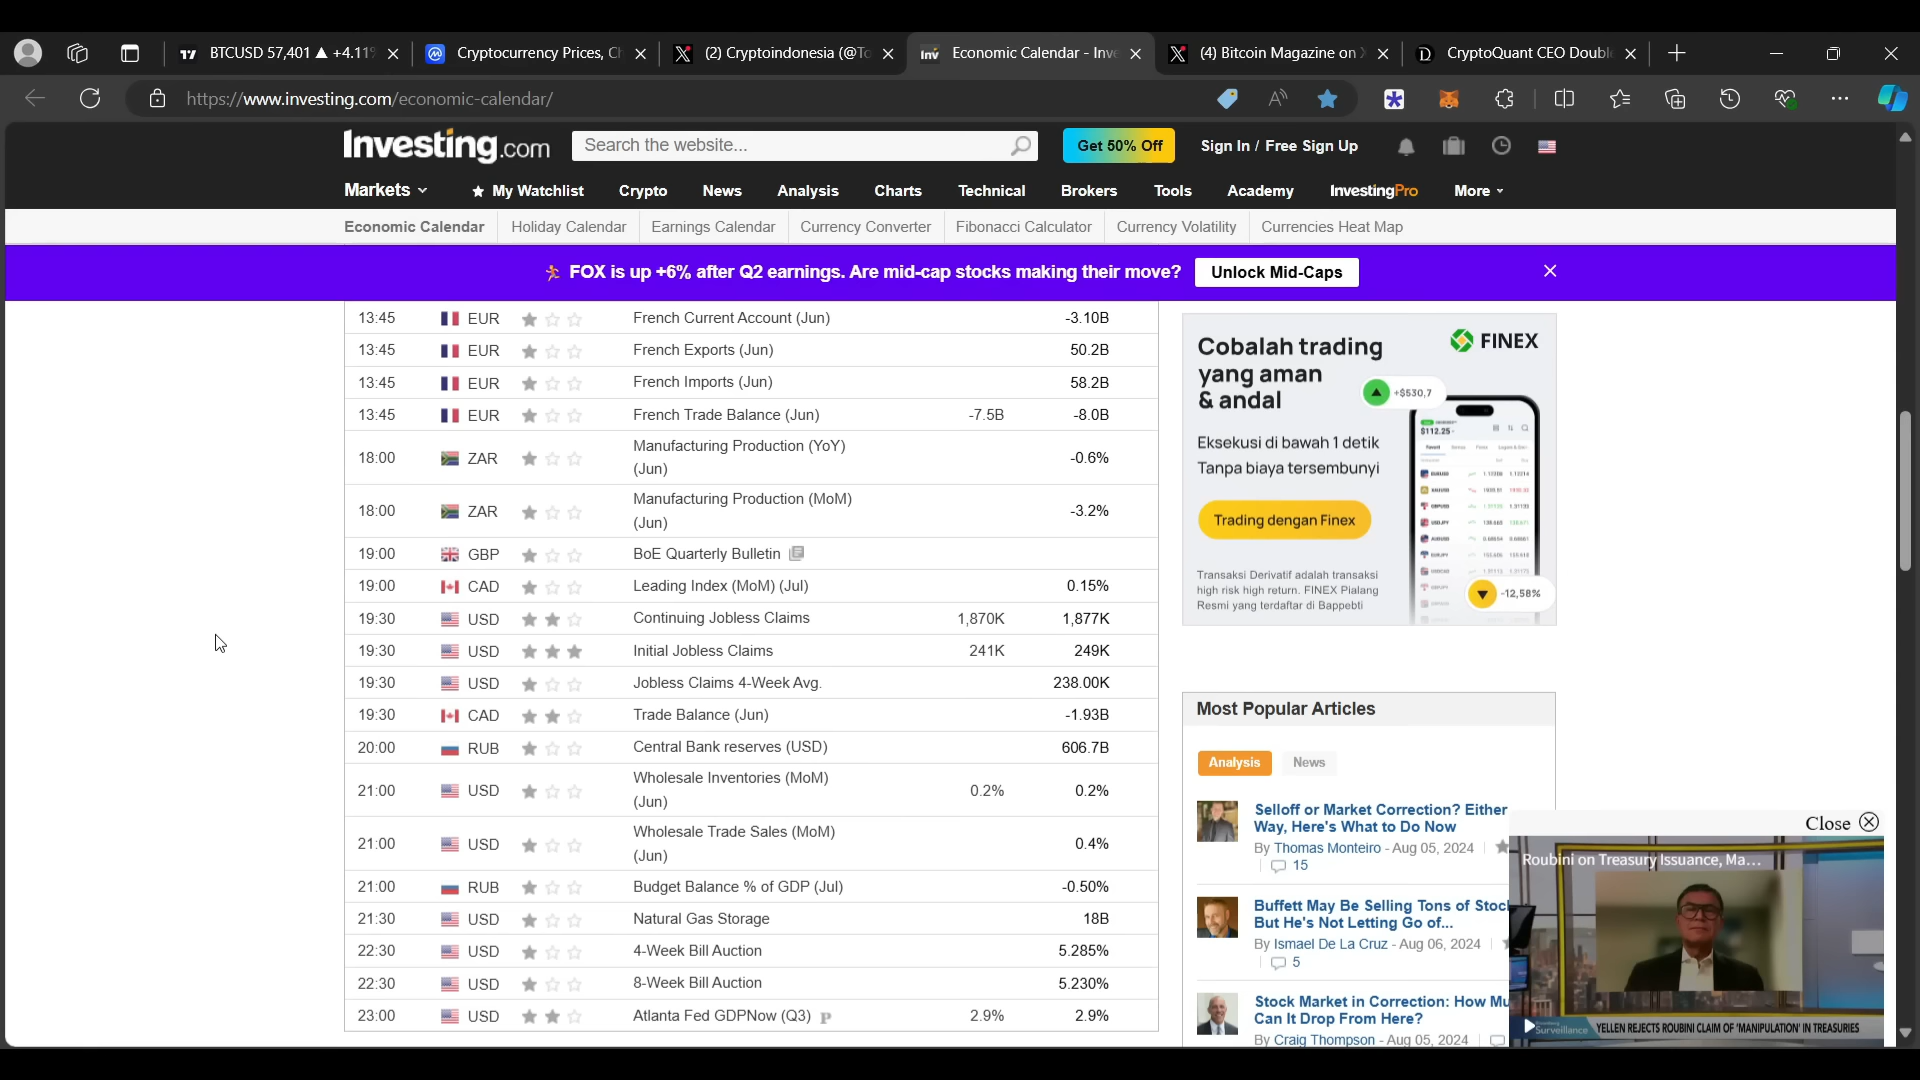 BTCUSD 57,401 ▲ +4.11%
Cryptocurrency Prices, Ch
(2) Cryptoindonesia (@To
Economic Calendar - Inve
(4) Bitcoin Magazine on X
CryptoQuant CEO Double
https://www.investing.com/economic-calendar/
Investing.com
Search the website...
Get 50% Off
Sign In / Free Sign Up
Markets
My Watchlist
Crypto
News
Analysis
Charts
Technical
Brokers
Tools
Academy
InvestingPro
More
Economic Calendar
Holiday Calendar
Earnings Calendar
Currency Converter
Fibonacci Calculator
Currency Volatility
Currencies Heat Map
FOX is up +6% after Q2 earnings. Are mid-cap stocks making their move?
Unlock Mid-Caps
13:45 EUR French Current Account (Jun) -3.10B
13:45 EUR French Exports (Jun) 50.2B
13:45 EUR French Imports (Jun) 58.2B
13:45 EUR French Trade Balance (Jun) -7.5B -8.0B
18:00 ZAR Manufacturing Production (YoY)
(Jun) -0.6%
18:00 ZAR Manufacturing Production (MoM)
(Jun) -3.2%
19:00 GBP BoE Quarterly Bulletin
19:00 CAD Leading Index (MoM) (Jul) 0.15%
19:30 USD Continuing Jobless Claims 1,870K 1,877K
19:30 USD Initial Jobless Claims 241K 249K
19:30 USD Jobless Claims 4-Week Avg. 238.00K
19:30 CAD Trade Balance (Jun) -1.93B
20:00 RUB Central Bank reserves (USD) 606.7B
21:00 USD Wholesale Inventories (MoM)
(Jun) 0.2% 0.2%
21:00 USD Wholesale Trade Sales (MoM)
(Jun) 0.4%
21:00 RUB Budget Balance % of GDP (Jul) -0.50%
21:30 USD Natural Gas Storage 18B
22:30 USD 4-Week Bill Auction 5.285%
22:30 USD 8-Week Bill Auction 5.230%
23:00 USD Atlanta Fed GDPNow (Q3) P 2.9% 2.9%
FINEX
Cobalah trading
yang aman
& andal
+$530,7
$112.25
Eksekusi di bawah 1 detik
Tanpa biaya tersembunyi
Trading dengan Finex
Transaksi Derivatif adalah transaksi
high risk high return. FINEX Pialang
Resmi yang terdaftar di Bappebti
-12,58%
Most Popular Articles
Analysis
News
Selloff or Market Correction? Either
Way, Here's What to Do Now
By Thomas Monteiro - Aug 05, 2024
15
Buffett May Be Selling Tons of Stoc
But He's Not Letting Go of...
By Ismael De La Cruz - Aug 06, 2024
5
Stock Market in Correction: How Mu
Can It Drop From Here?
By Craig Thompson - Aug 05, 2024
Close
Roubini on Treasury Issuance, Ma...
Surveillance
YELLEN REJECTS ROUBINI CLAIM OF 'MANIPULATION' IN TREASURIES